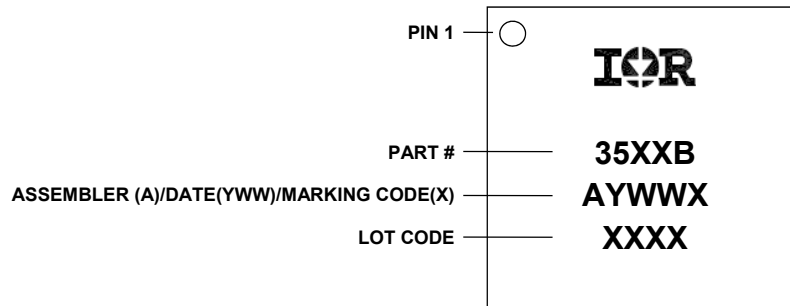 PIN 1
IOR
PART # 35XXB
ASSEMBLER (A)/DATE(YWW)/MARKING CODE(X) AYWWX
LOT CODE XXXX